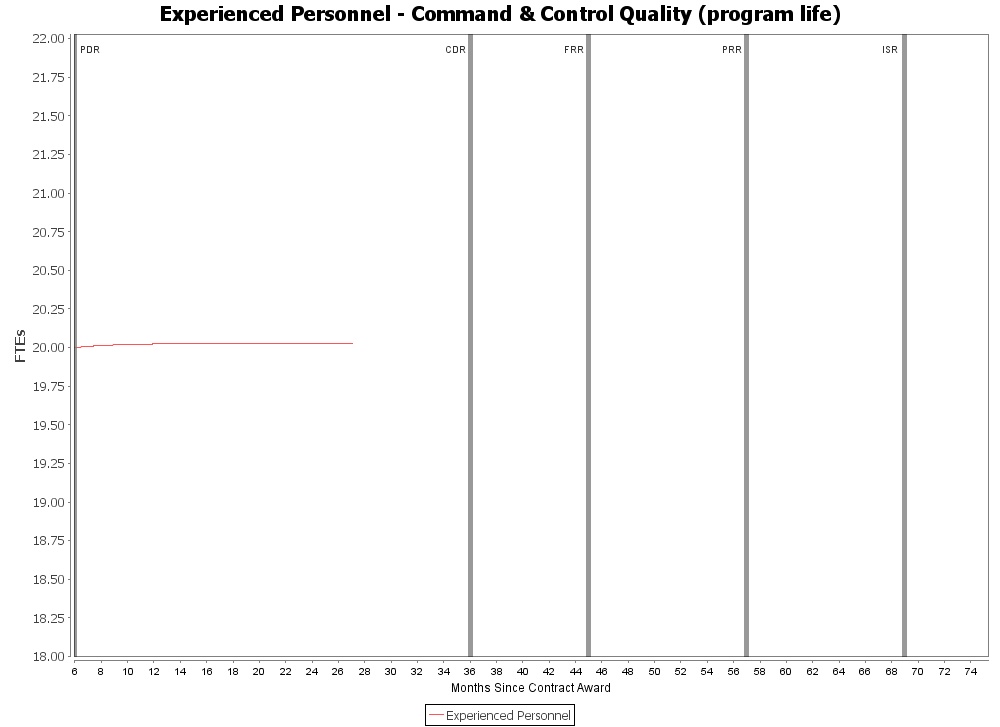 Experienced Personnel - Command & Control Quality (program life)
22.00
PDR CDR FRR PRR ISR
21.75
21.50
21.25
21.00
20.75
20.50
20.25
20.00
19.75
19.50
19.25
19.00
18.75
18.50
18.25
18.00
FTEs
6 8 10 12 14 16 18 20 22 24 26 28 30 32 34 36 38 40 42 44 46 48 50 52 54 56 58 60 62 64 66 68 70 72 74
Months Since Contract Award
Experienced Personnel